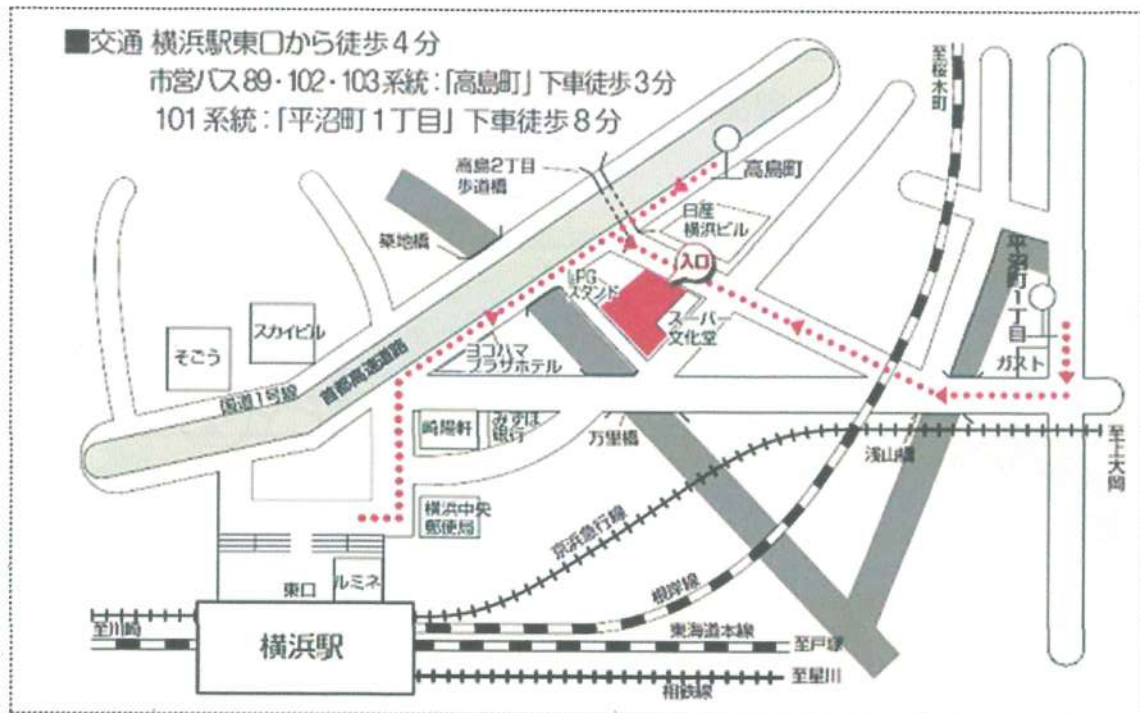 ■交通 横浜駅東口から徒歩4分
市営バス89・102・103系統：「高島町」下車徒歩3分
101系統：「平沼町1丁目」下車徒歩8分
至桜木町
高島2丁目
歩道橋
高島町
築地橋
日産
横浜ビル
入口
平沼町1丁目
LPG
スタンド
スーパー
文化堂
スカイビル
そごう
ヨコハマ
プラザホテル
ガスト
国道1号線
首都高速道路
崎陽軒
みずほ
銀行
万里橋
浅山橋
至上大岡
横浜中央
郵便局
京浜急行線
東口
ルミネ
根岸線
至川崎
横浜駅
東海道本線
至戸塚
相鉄線
至星川